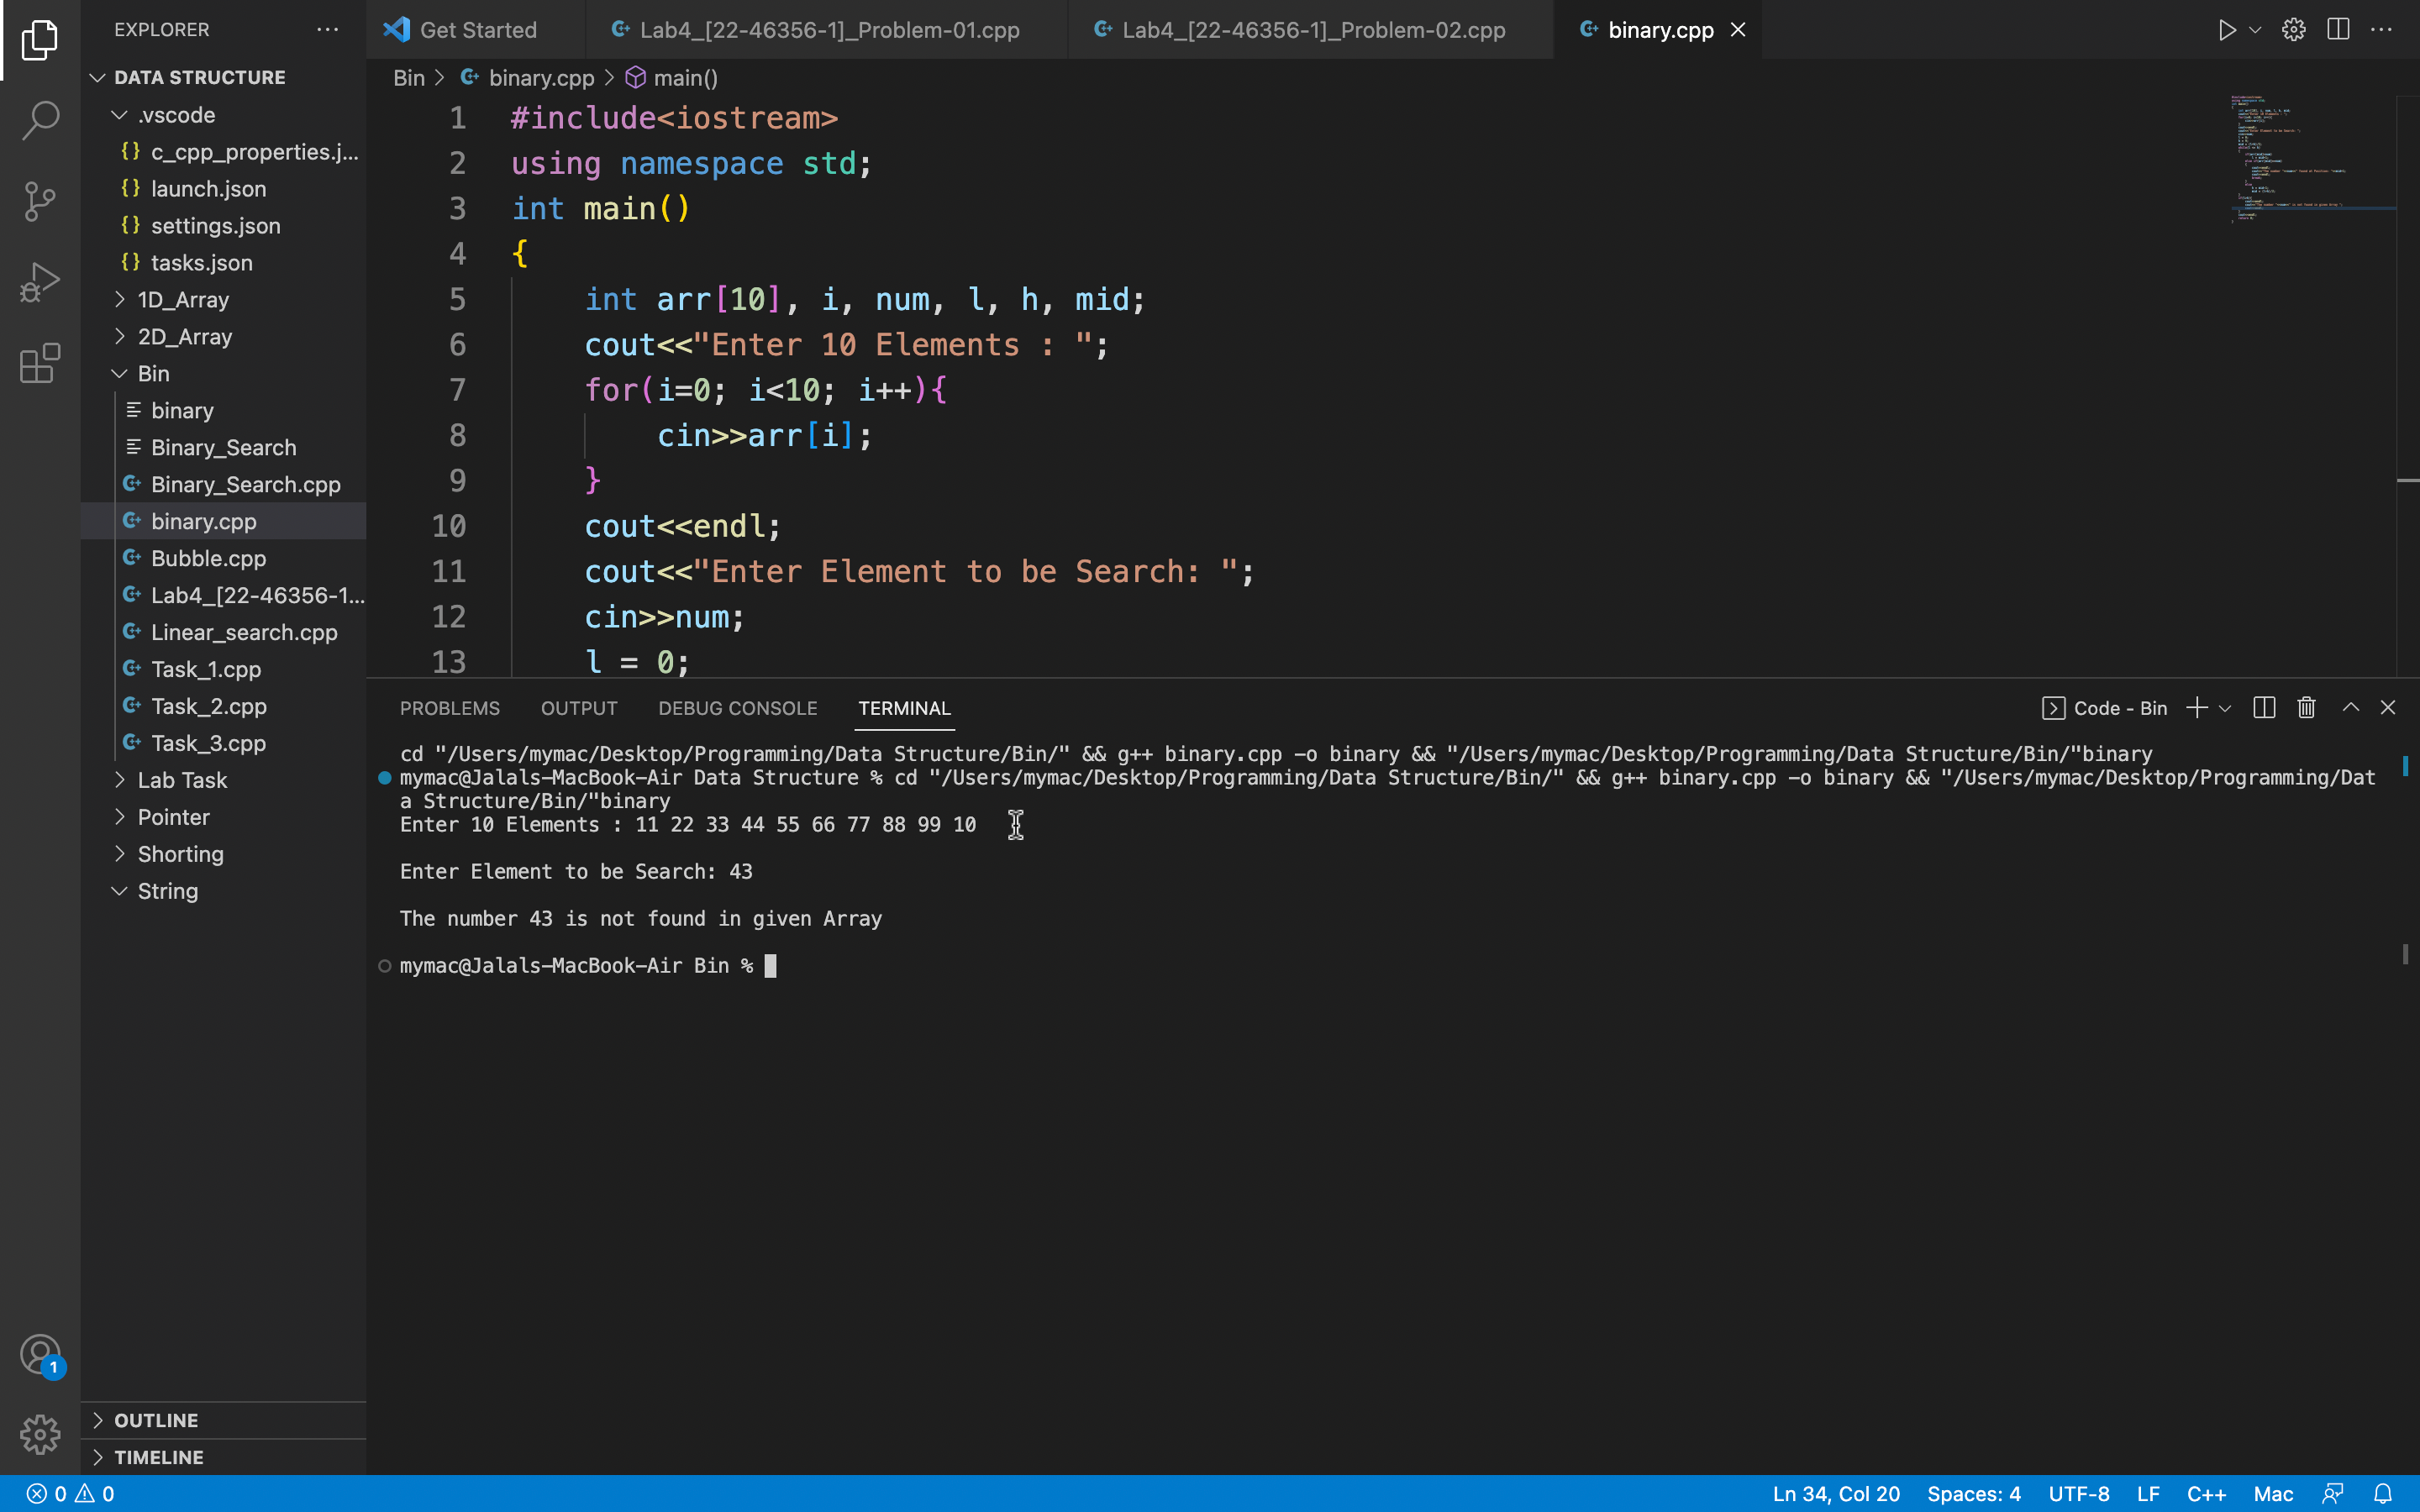 EXPLORER
Get Started
Lab4_[22-46356-1]_Problem-01.cpp
Lab4_[22-46356-1]_Problem-02.cpp
binary.cpp
DATA STRUCTURE
.vscode
{} c_cpp_properties.j...
{} launch.json
{} settings.json
{} tasks.json
1D_Array
2D_Array
Bin
binary
Binary_Search
Binary_Search.cpp
binary.cpp
Bubble.cpp
Lab4_[22-46356-1...
Linear_search.cpp
Task_1.cpp
Task_2.cpp
Task_3.cpp
Lab Task
Pointer
Shorting
String
1
OUTLINE
TIMELINE
Bin > binary.cpp > main()
1 #include<iostream>
2 using namespace std;
3 int main()
4 {
5 int arr[10], i, num, l, h, mid;
6 cout<<"Enter 10 Elements : ";
7 for(i=0; i<10; i++){
8 cin>>arr[i];
9 }
10 cout<<endl;
11 cout<<"Enter Element to be Search: ";
12 cin>>num;
13 l = 0;
PROBLEMS OUTPUT DEBUG CONSOLE TERMINAL
Code - Bin
cd "/Users/mymac/Desktop/Programming/Data Structure/Bin/" && g++ binary.cpp -o binary && "/Users/mymac/Desktop/Programming/Data Structure/Bin/"binary
mymac@Jalals-MacBook-Air Data Structure % cd "/Users/mymac/Desktop/Programming/Data Structure/Bin/" && g++ binary.cpp -o binary && "/Users/mymac/Desktop/Programming/Dat
a Structure/Bin/"binary
Enter 10 Elements : 11 22 33 44 55 66 77 88 99 10
Enter Element to be Search: 43
The number 43 is not found in given Array
mymac@Jalals-MacBook-Air Bin %
0 0
Ln 34, Col 20 Spaces: 4 UTF-8 LF C++ Mac